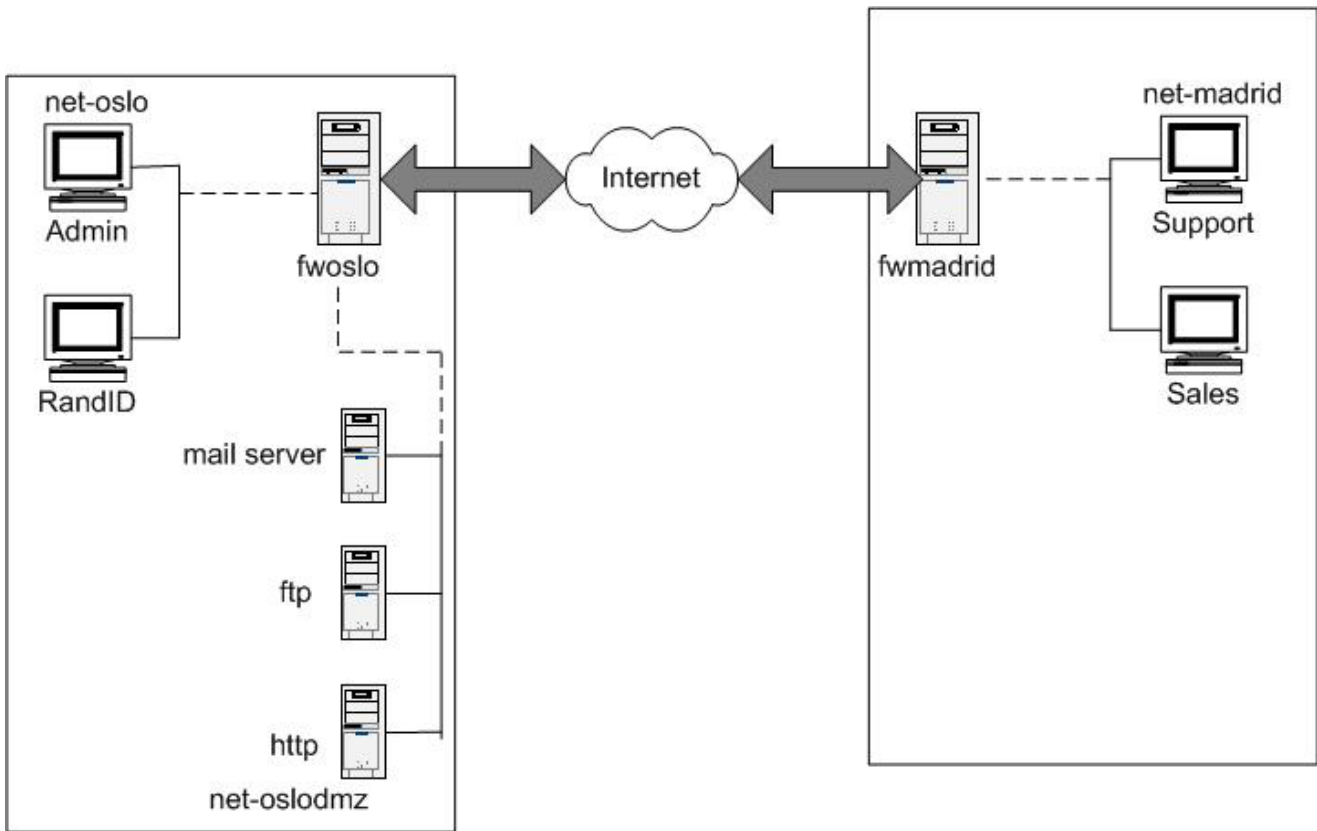 net-oslo
Admin
RandID
fwoslo
mail server
ftp
http
net-oslodmz
Internet
fwmadrid
net-madrid
Support
Sales